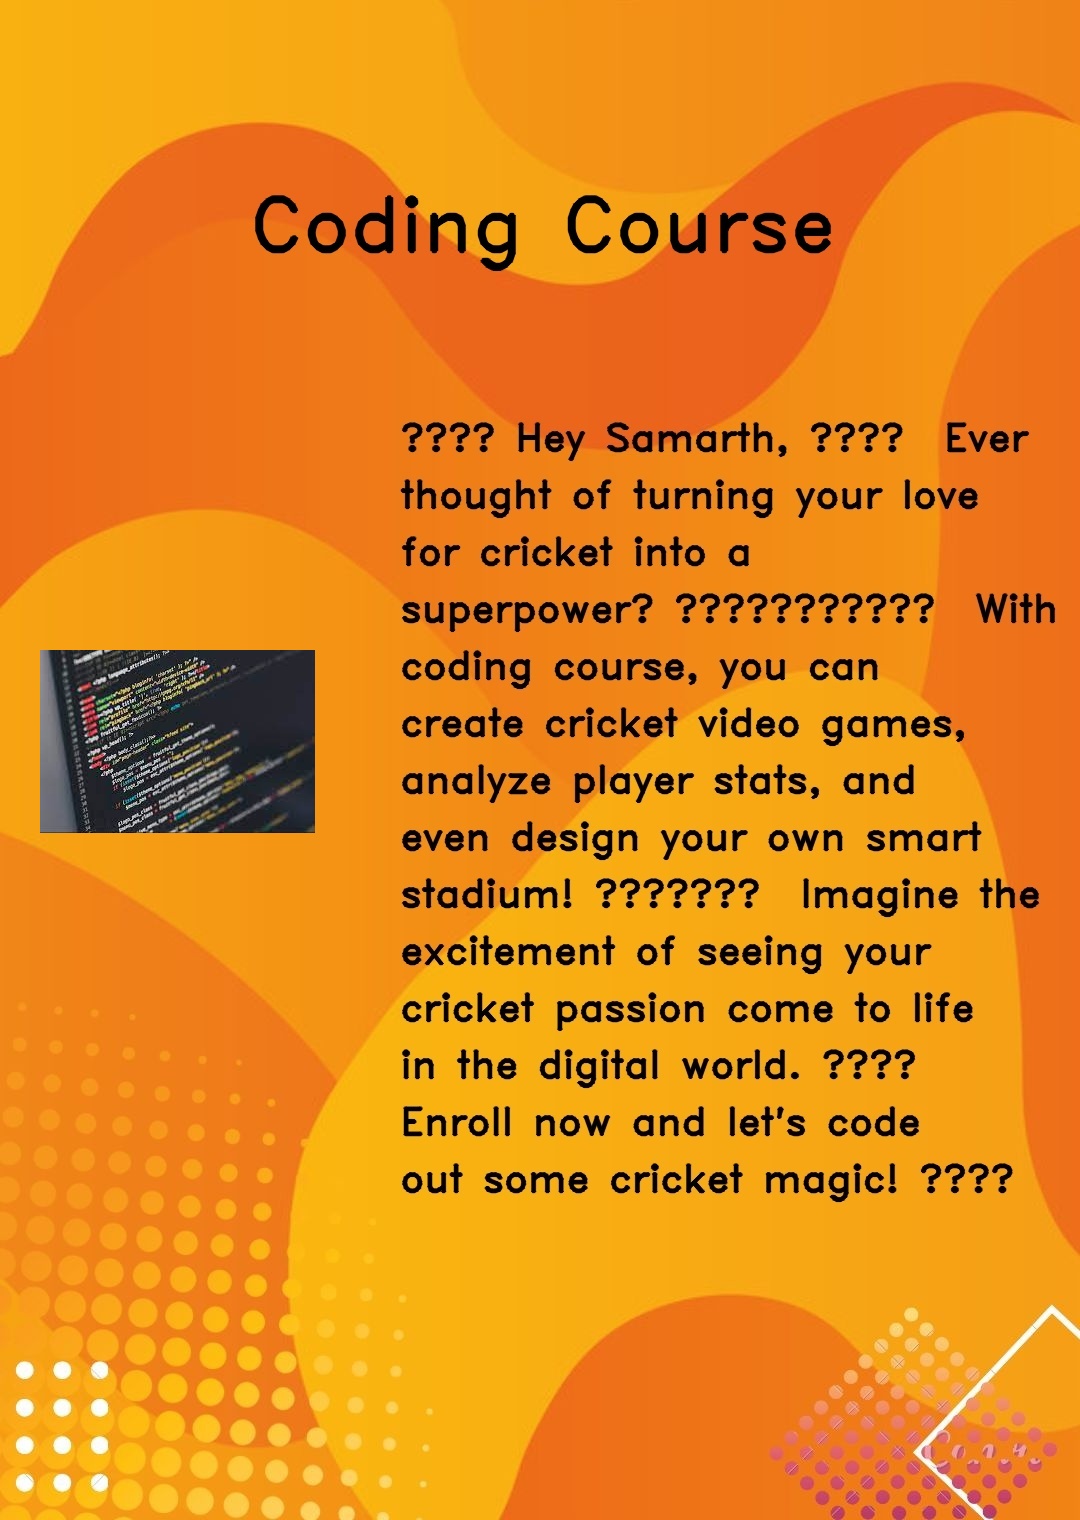 Coding Course
???? Hey Samarth, ???? Ever
thought of turning your love
for cricket into a
superpower? ??????????? With
coding course, you can
create cricket video games,
analyze player stats, and
even design your own smart
stadium! ??????? Imagine the
excitement of seeing your
cricket passion come to life
in the digital world. ????
Enroll now and let's code
out some cricket magic! ????